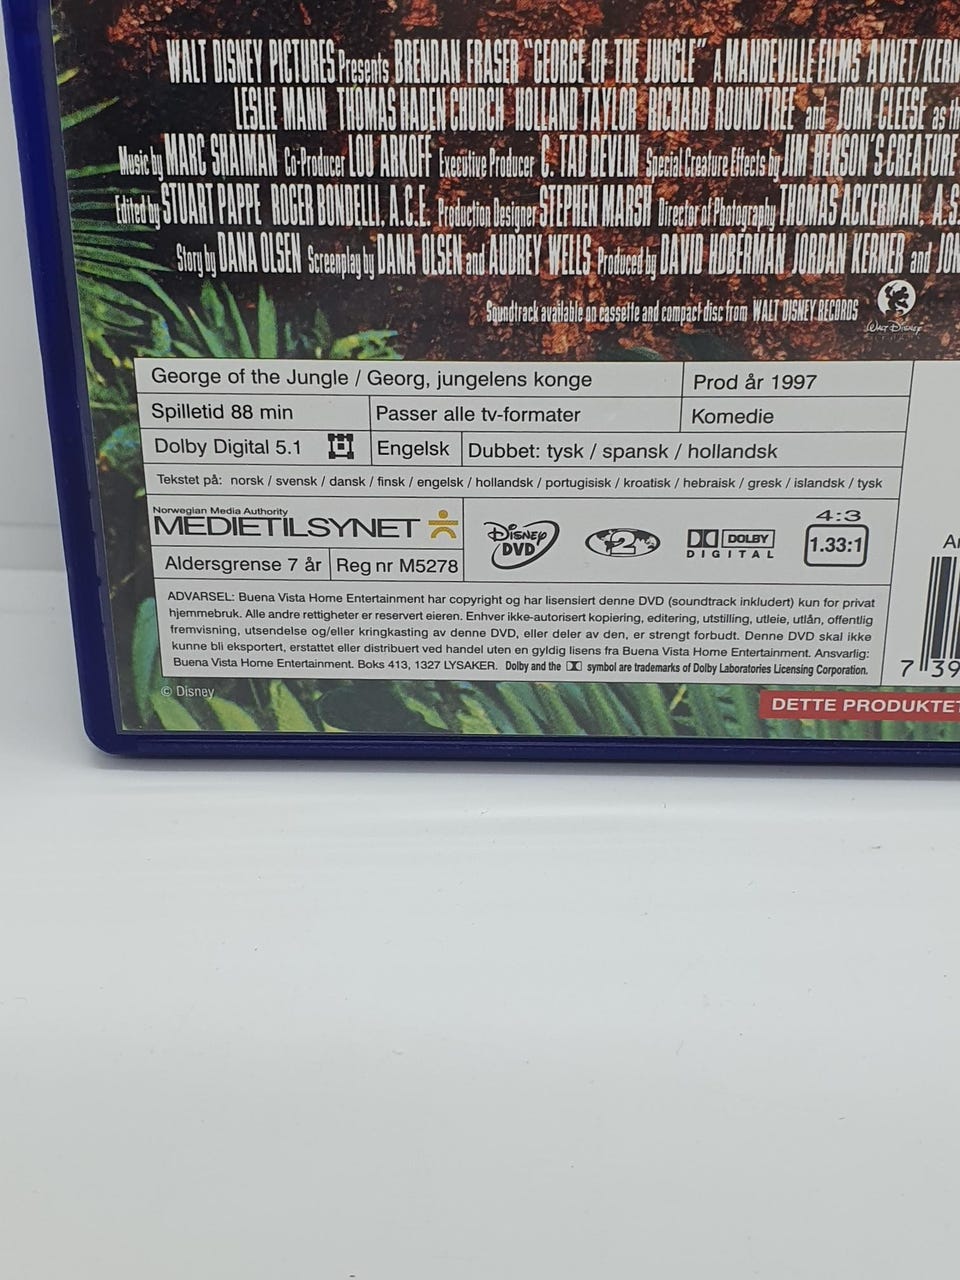 WALT DISNEY PICTURES Presents BRENDAN FRASER "GEORGE OF THE JUNGLE" A MANDEVILLE FILMS AVNET/KERN
LESLIE MANN THOMAS HADEN CHURCH HOLLAND TAYLOR RICHARD ROUNDTREE and JOHN CLEESE as
Music by MARC SHAIMAN Co-Producer LOU ARKOFF Executive Producer C. TAD DEVLIN Special Creature Effects by JIM HENSON'S CREATURE
Edited by STUART PAPPE ROGER BONDELLI, A.C.E. Production Designer STEPHEN MARSH Director of Photography THOMAS ACKERMAN, A.S.
Story by DANA OLSEN Screenplay by DANA OLSEN and AUDREY WELLS Produced by DAVID HOBERMAN JORDAN KERNER and JON
Soundtrack available on cassette and compact disc from WALT DISNEY RECORDS
WALT DISNEY
George of the Jungle / Georg, jungelens konge Prod år 1997
Spilletid 88 min Passer alle tv-formater Komedie
Dolby Digital 5.1 Engelsk Dubbet: tysk / spansk / hollandsk
Tekstet på: norsk / svensk / dansk / finsk / engelsk / hollandsk / portugisisk / kroatisk / hebraisk / gresk / islandsk / tysk
Norwegian Media Authority
MEDIETILSYNET
Aldersgrense 7 år Reg nr M5278
DISNEY DVD
2
DOLBY DIGITAL
4:3
1.33:1
ADVARSEL: Buena Vista Home Entertainment har copyright og har lisensiert denne DVD (soundtrack inkludert) kun for privat
hjemmebruk. Alle andre rettigheter er reservert eieren. Enhver ikke-autorisert kopiering, editering, utstilling, utleie, utlån, offentlig
fremvisning, utsendelse og/eller kringkasting av denne DVD, eller deler av den, er strengt forbudt. Denne DVD skal ikke
kunne bli eksportert, erstattet eller distribuert ved handel uten en gyldig lisens fra Buena Vista Home Entertainment. Ansvarlig:
Buena Vista Home Entertainment. Boks 413, 1327 LYSAKER. Dolby and the symbol are trademarks of Dolby Laboratories Licensing Corporation.
7 39
© Disney
DETTE PRODUKTET